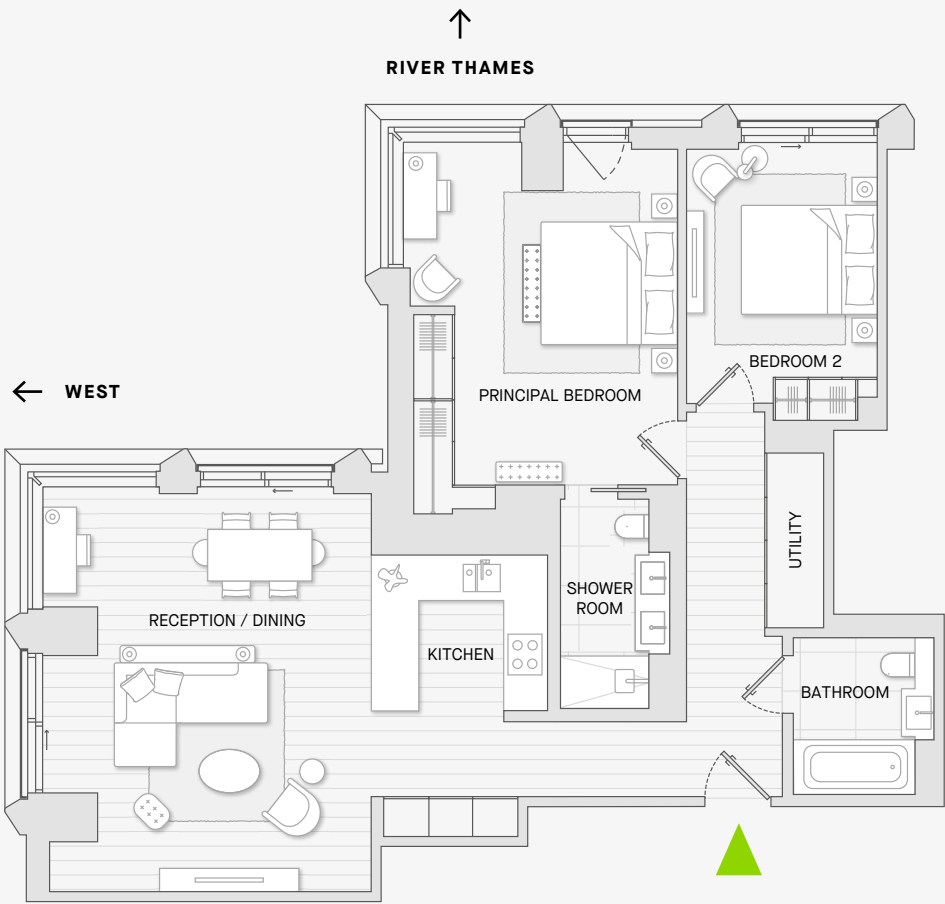 RIVER THAMES
WEST
PRINCIPAL BEDROOM
BEDROOM 2
UTILITY
SHOWER
ROOM
RECEPTION / DINING
KITCHEN
BATHROOM